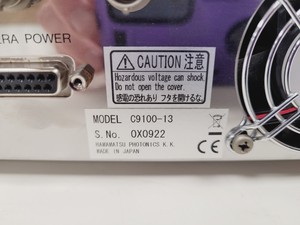 RA POWER
CAUTION 注意
Hazardous voltage can shock.
Do not open the cover.
感電の恐れあり フタを開けるな。
MODEL C9100-13
S.No. 0X0922
HAMAMATSU PHOTONICS K.K.
MADE IN JAPAN
CE